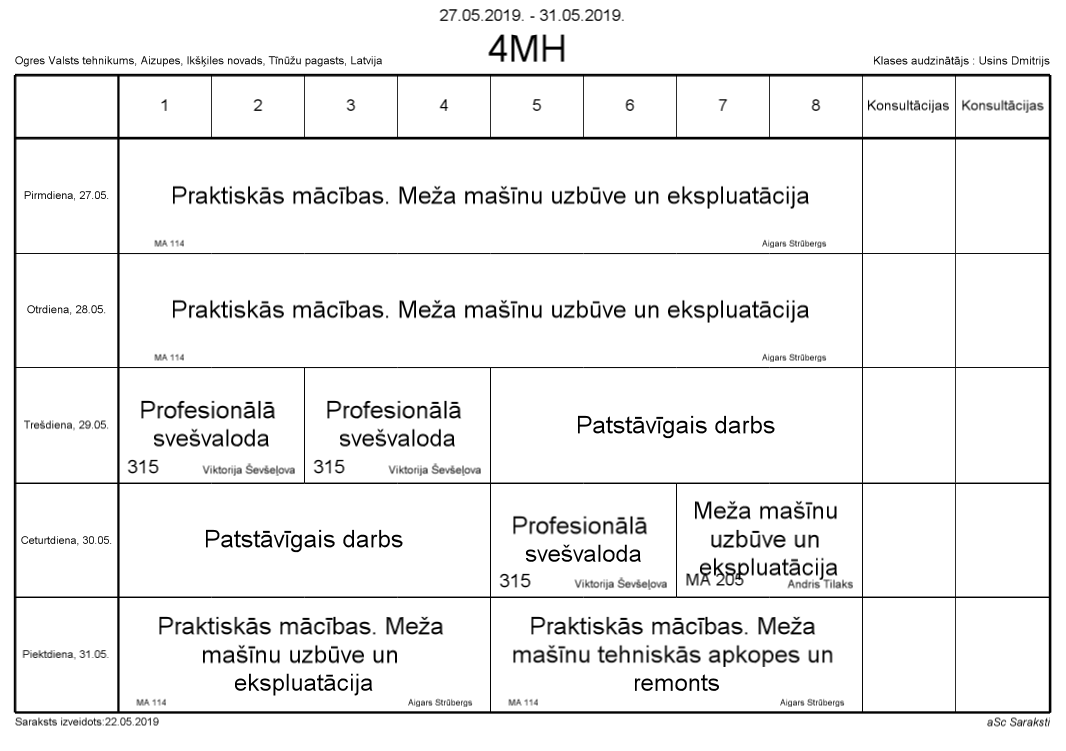 27.05.2019. - 31.05.2019.
4MH
Ogres Valsts tehnikums, Aizupes, Ikšķiles novads, Tīnūžu pagasts, Latvija
Klases audzinātājs : Usins Dmitrijs
1 2 3 4 5 6 7 8 Konsultācijas Konsultācijas
Pirmdiena, 27.05.
Praktiskās mācības. Meža mašīnu uzbūve un ekspluatācija
MA 114
Aigars Strūbergs
Otrdiena, 28.05.
Praktiskās mācības. Meža mašīnu uzbūve un ekspluatācija
MA 114
Aigars Strūbergs
Trešdiena, 29.05.
Profesionālā
svešvaloda
315
Viktorija Ševšeļova
Profesionālā
svešvaloda
315
Viktorija Ševšeļova
Patstāvīgais darbs
Ceturtdiena, 30.05.
Patstāvīgais darbs
Profesionālā
svešvaloda
315
Viktorija Ševšeļova
Meža mašīnu
uzbūve un
ekspluatācija
MA 205
Andris Tilaks
Piektdiena, 31.05.
Praktiskās mācības. Meža
mašīnu uzbūve un
ekspluatācija
MA 114
Aigars Strūbergs
Praktiskās mācības. Meža
mašīnu tehniskās apkopes un
remonts
MA 114
Aigars Strūbergs
Saraksts izveidots:22.05.2019
aSc Saraksti